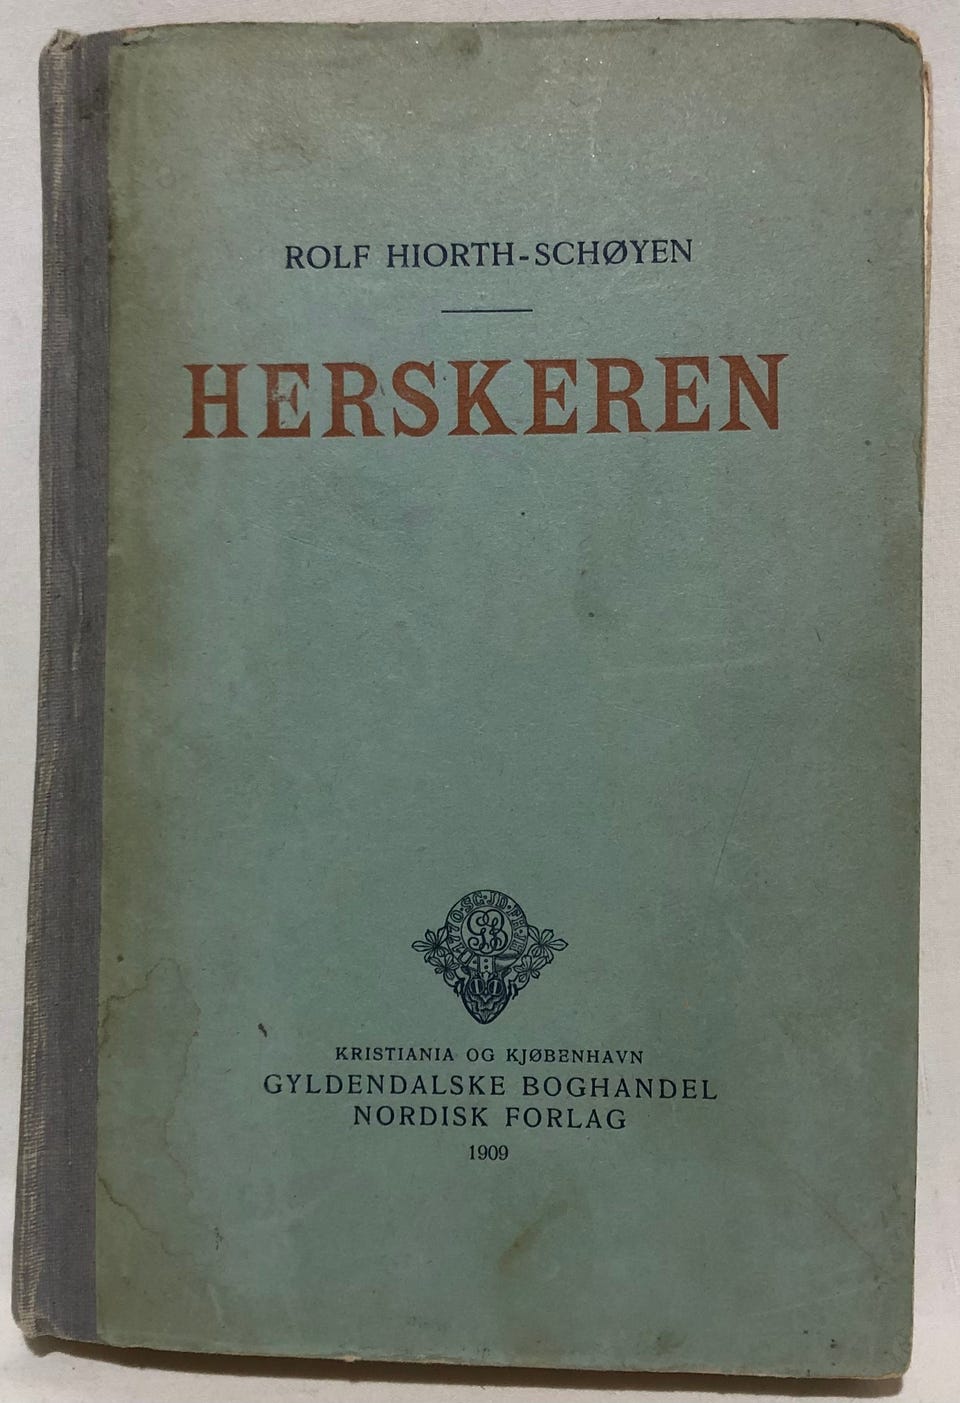 ROLF HIORTH-SCHØYEN
HERSKEREN
KRISTIANIA OG KJØBENHAVN
GYLDENDALSKE BOGHANDEL
NORDISK FORLAG
1909